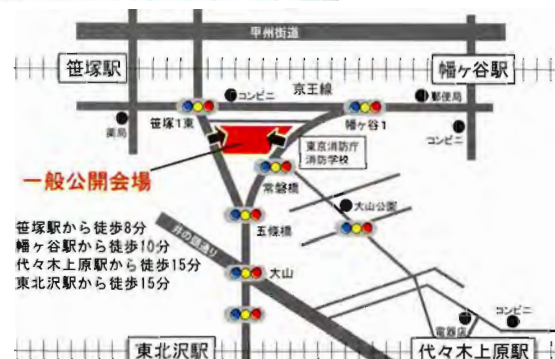 甲州街道
笹塚駅
幡ヶ谷駅
コンビニ
京王線
郵便局
薬局
笹塚1東
幡ヶ谷1
コンビニ
東京消防庁
消防学校
一般公開会場
常磐橋
大山公園
笹塚駅から徒歩8分
幡ヶ谷駅から徒歩10分
代々木上原駅から徒歩15分
東北沢駅から徒歩15分
五條橋
井の頭通り
大山
コンビニ
電器店
東北沢駅
代々木上原駅